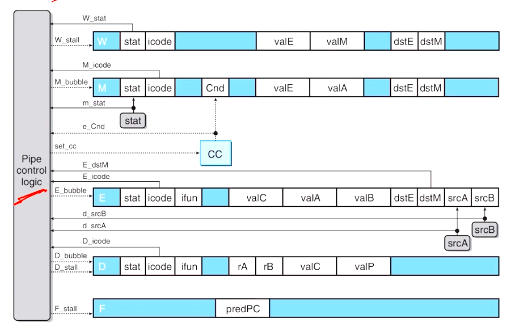 W_stat
W_stall
W stat icode valE valM dstE dstM
M_icode
M_bubble
M stat icode Cnd valE valA dstE dstM
m_stat
stat
e_Cnd
set_cc
CC
Pipe
control
logic
E_dstM
E_icode
E_bubble
E stat icode ifun valC valA valB dstE dstM srcA srcB
d_srcB
d_srcA
srcB
srcA
D_icode
D_bubble
D_stall
D stat icode ifun rA rB valC valP
F_stall
F predPC